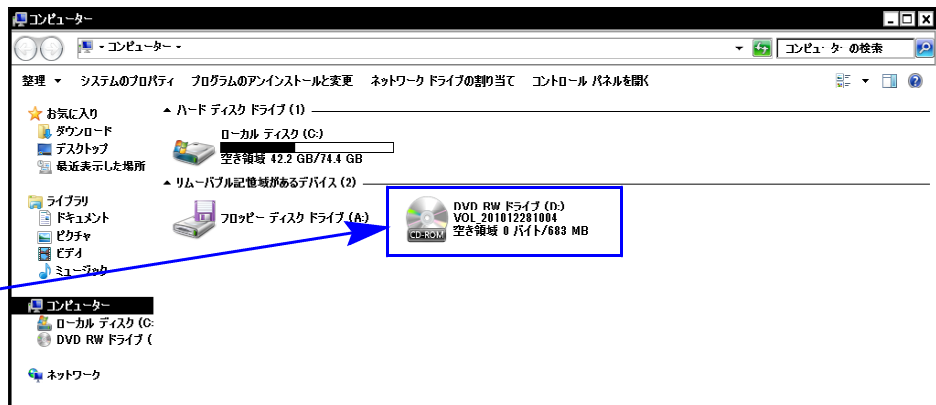 コンピューター
コンピューター
コンピュ・タ・の検索
整理 システムのプロパティ プログラムのアンインストールと変更 ネットワーク ドライブの割り当て コントロール パネルを開く
お気に入り
ダウンロード
デスクトップ
最近表示した場所
ライブラリ
ドキュメント
ピクチャ
ビデオ
ミュージック
コンピューター
ローカル ディスク (C:
DVD RW ドライブ (
ネットワーク
ハード ディスク ドライブ (1)
ローカル ディスク (C:)
空き領域 42.2 GB/74.4 GB
リムーバブル記憶域があるデバイス (2)
フロッピー ディスク ドライブ (A:)
CD-ROM
DVD RW ドライブ (D:)
VOL_201012281004
空き領域 0 バイト/683 MB